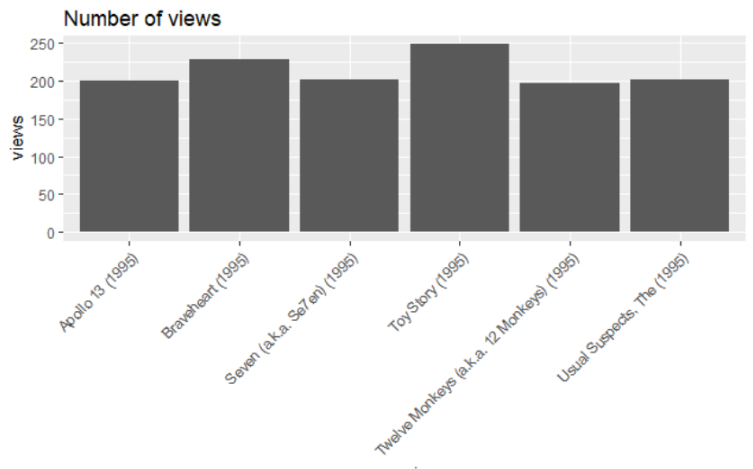 Number of views
views
250
200
150
100
50
0
Apollo 13 (1995)
Braveheart (1995)
Seven (a.k.a. Se7en) (1995)
Toy Story (1995)
Twelve Monkeys (a.k.a. 12 Monkeys) (1995)
Usual Suspects, The (1995)